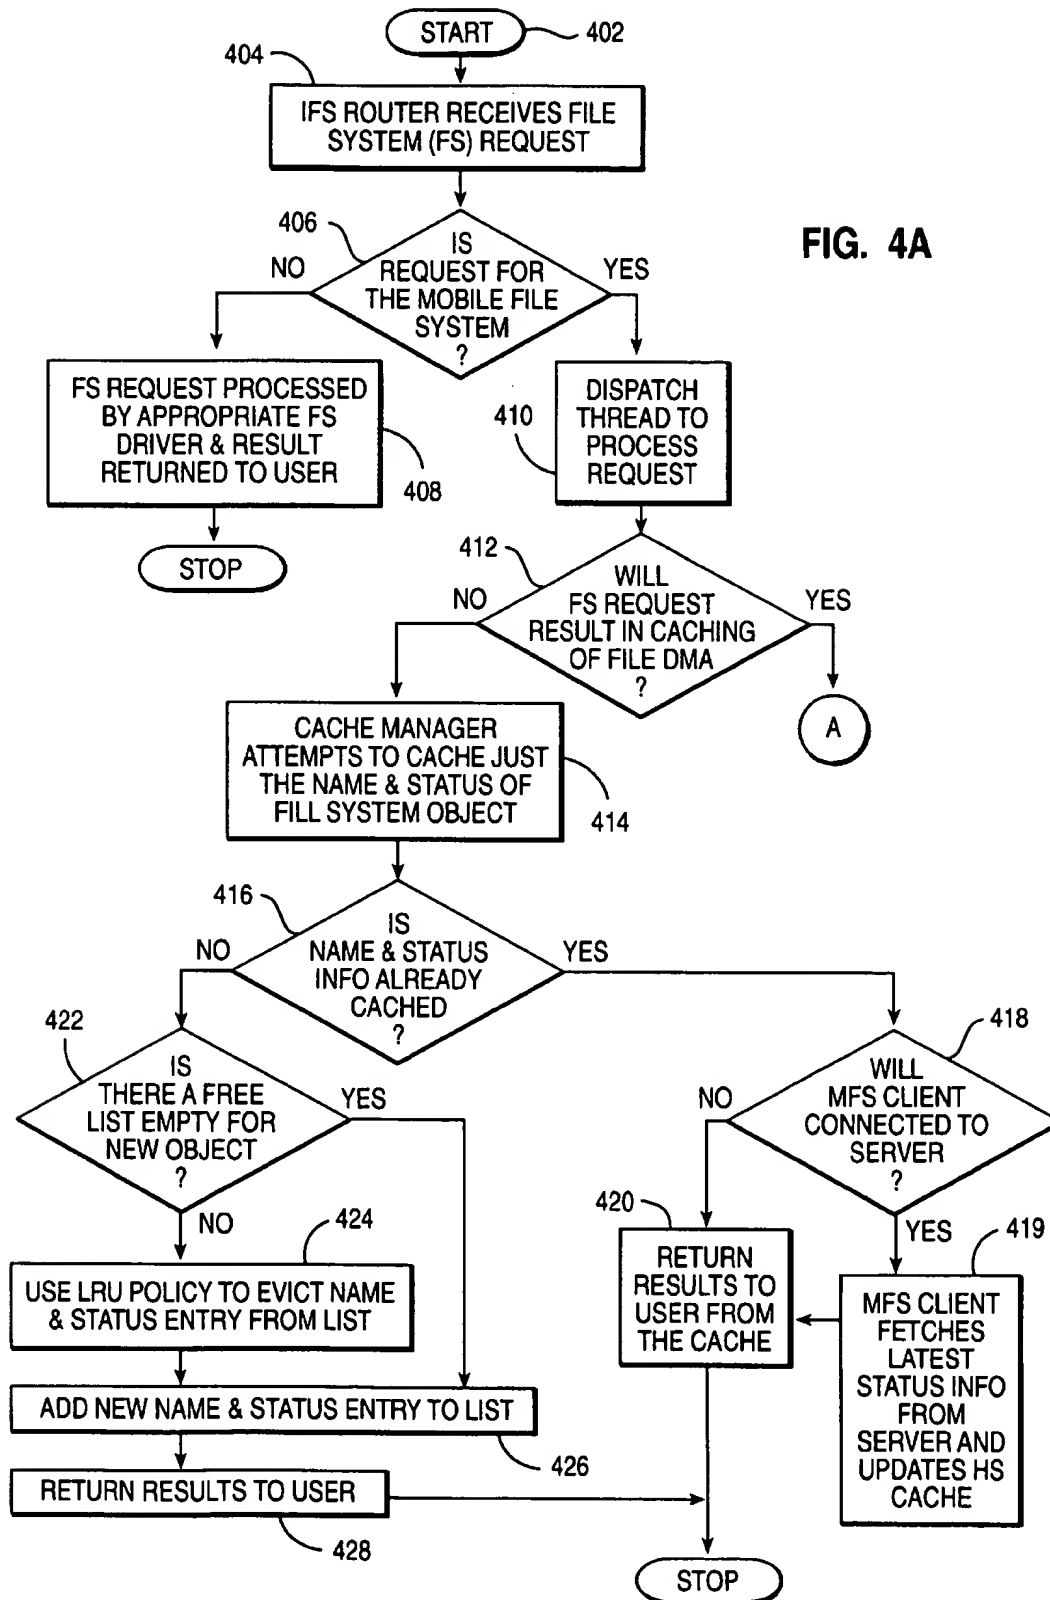 START
402
404
IFS ROUTER RECEIVES FILE
SYSTEM (FS) REQUEST
FIG. 4A
406
IS
REQUEST FOR
THE MOBILE FILE
SYSTEM
?
NO
YES
FS REQUEST PROCESSED
BY APPROPRIATE FS
DRIVER & RESULT
RETURNED TO USER
408
STOP
DISPATCH
THREAD TO
PROCESS
REQUEST
410
412
WILL
FS REQUEST
RESULT IN CACHING
OF FILE DMA
?
NO
YES
A
CACHE MANAGER
ATTEMPTS TO CACHE JUST
THE NAME & STATUS OF
FILL SYSTEM OBJECT
414
416
IS
NAME & STATUS
INFO ALREADY
CACHED
?
NO
YES
422
IS
THERE A FREE
LIST EMPTY FOR
NEW OBJECT
?
YES
NO
418
WILL
MFS CLIENT
CONNECTED TO
SERVER
?
NO
YES
424
USE LRU POLICY TO EVICT NAME
& STATUS ENTRY FROM LIST
420
RETURN
RESULTS TO
USER FROM
THE CACHE
419
MFS CLIENT
FETCHES
LATEST
STATUS INFO
FROM
SERVER AND
UPDATES HS
CACHE
ADD NEW NAME & STATUS ENTRY TO LIST
426
RETURN RESULTS TO USER
428
STOP